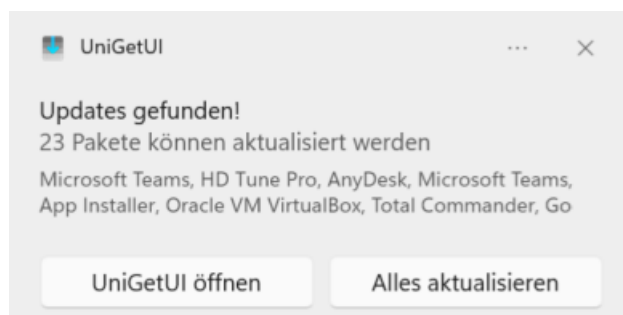 UniGetUI
Updates gefunden!
23 Pakete können aktualisiert werden
Microsoft Teams, HD Tune Pro, AnyDesk, Microsoft Teams,
App Installer, Oracle VM VirtualBox, Total Commander, Go
UniGetUI öffnen
Alles aktualisieren